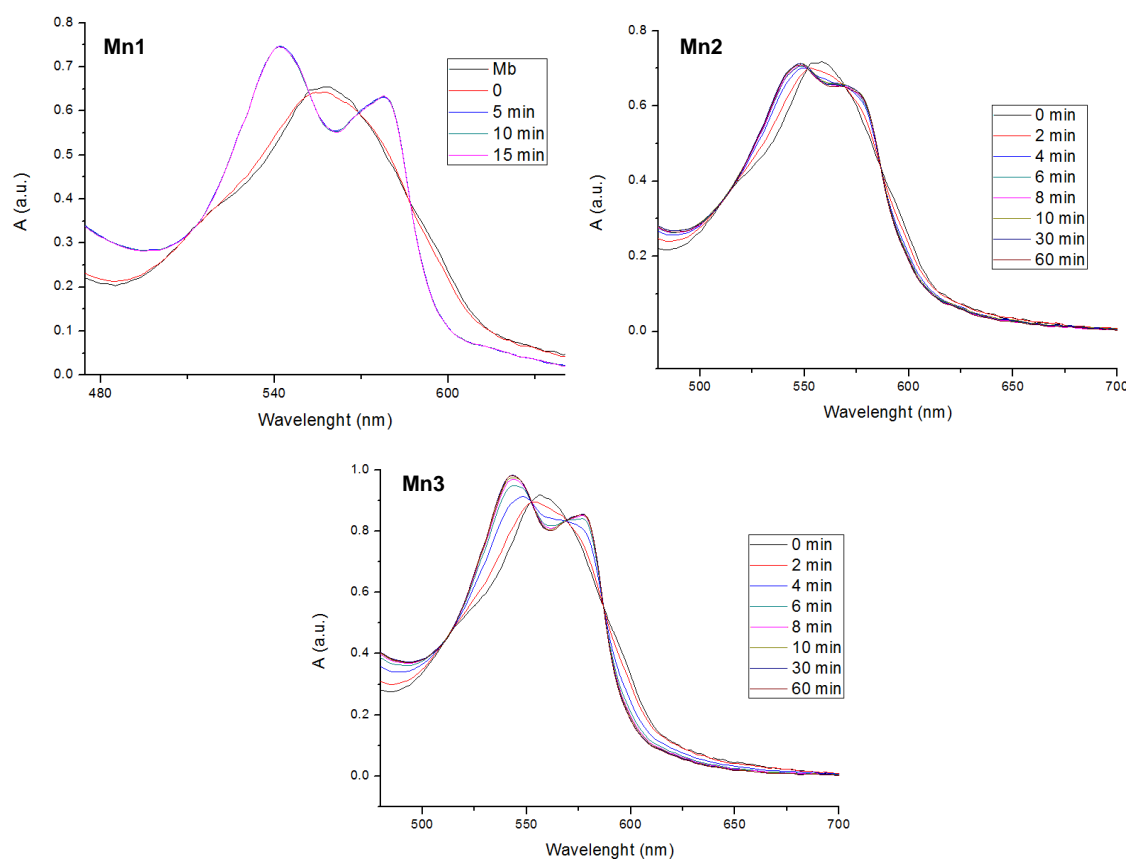 Mn1
0.8
0.7
0.6
0.5
0.4
0.3
0.2
0.1
0.0
A (a.u.)
480
540
600
Wavelenght (nm)
Mb
0
5 min
10 min
15 min
Mn2
0.8
0.6
0.4
0.2
0.0
A (a.u.)
500
550
600
650
700
Wavelenght (nm)
0 min
2 min
4 min
6 min
8 min
10 min
30 min
60 min
Mn3
1.0
0.8
0.6
0.4
0.2
0.0
A (a.u.)
500
550
600
650
700
Wavelenght (nm)
0 min
2 min
4 min
6 min
8 min
10 min
30 min
60 min